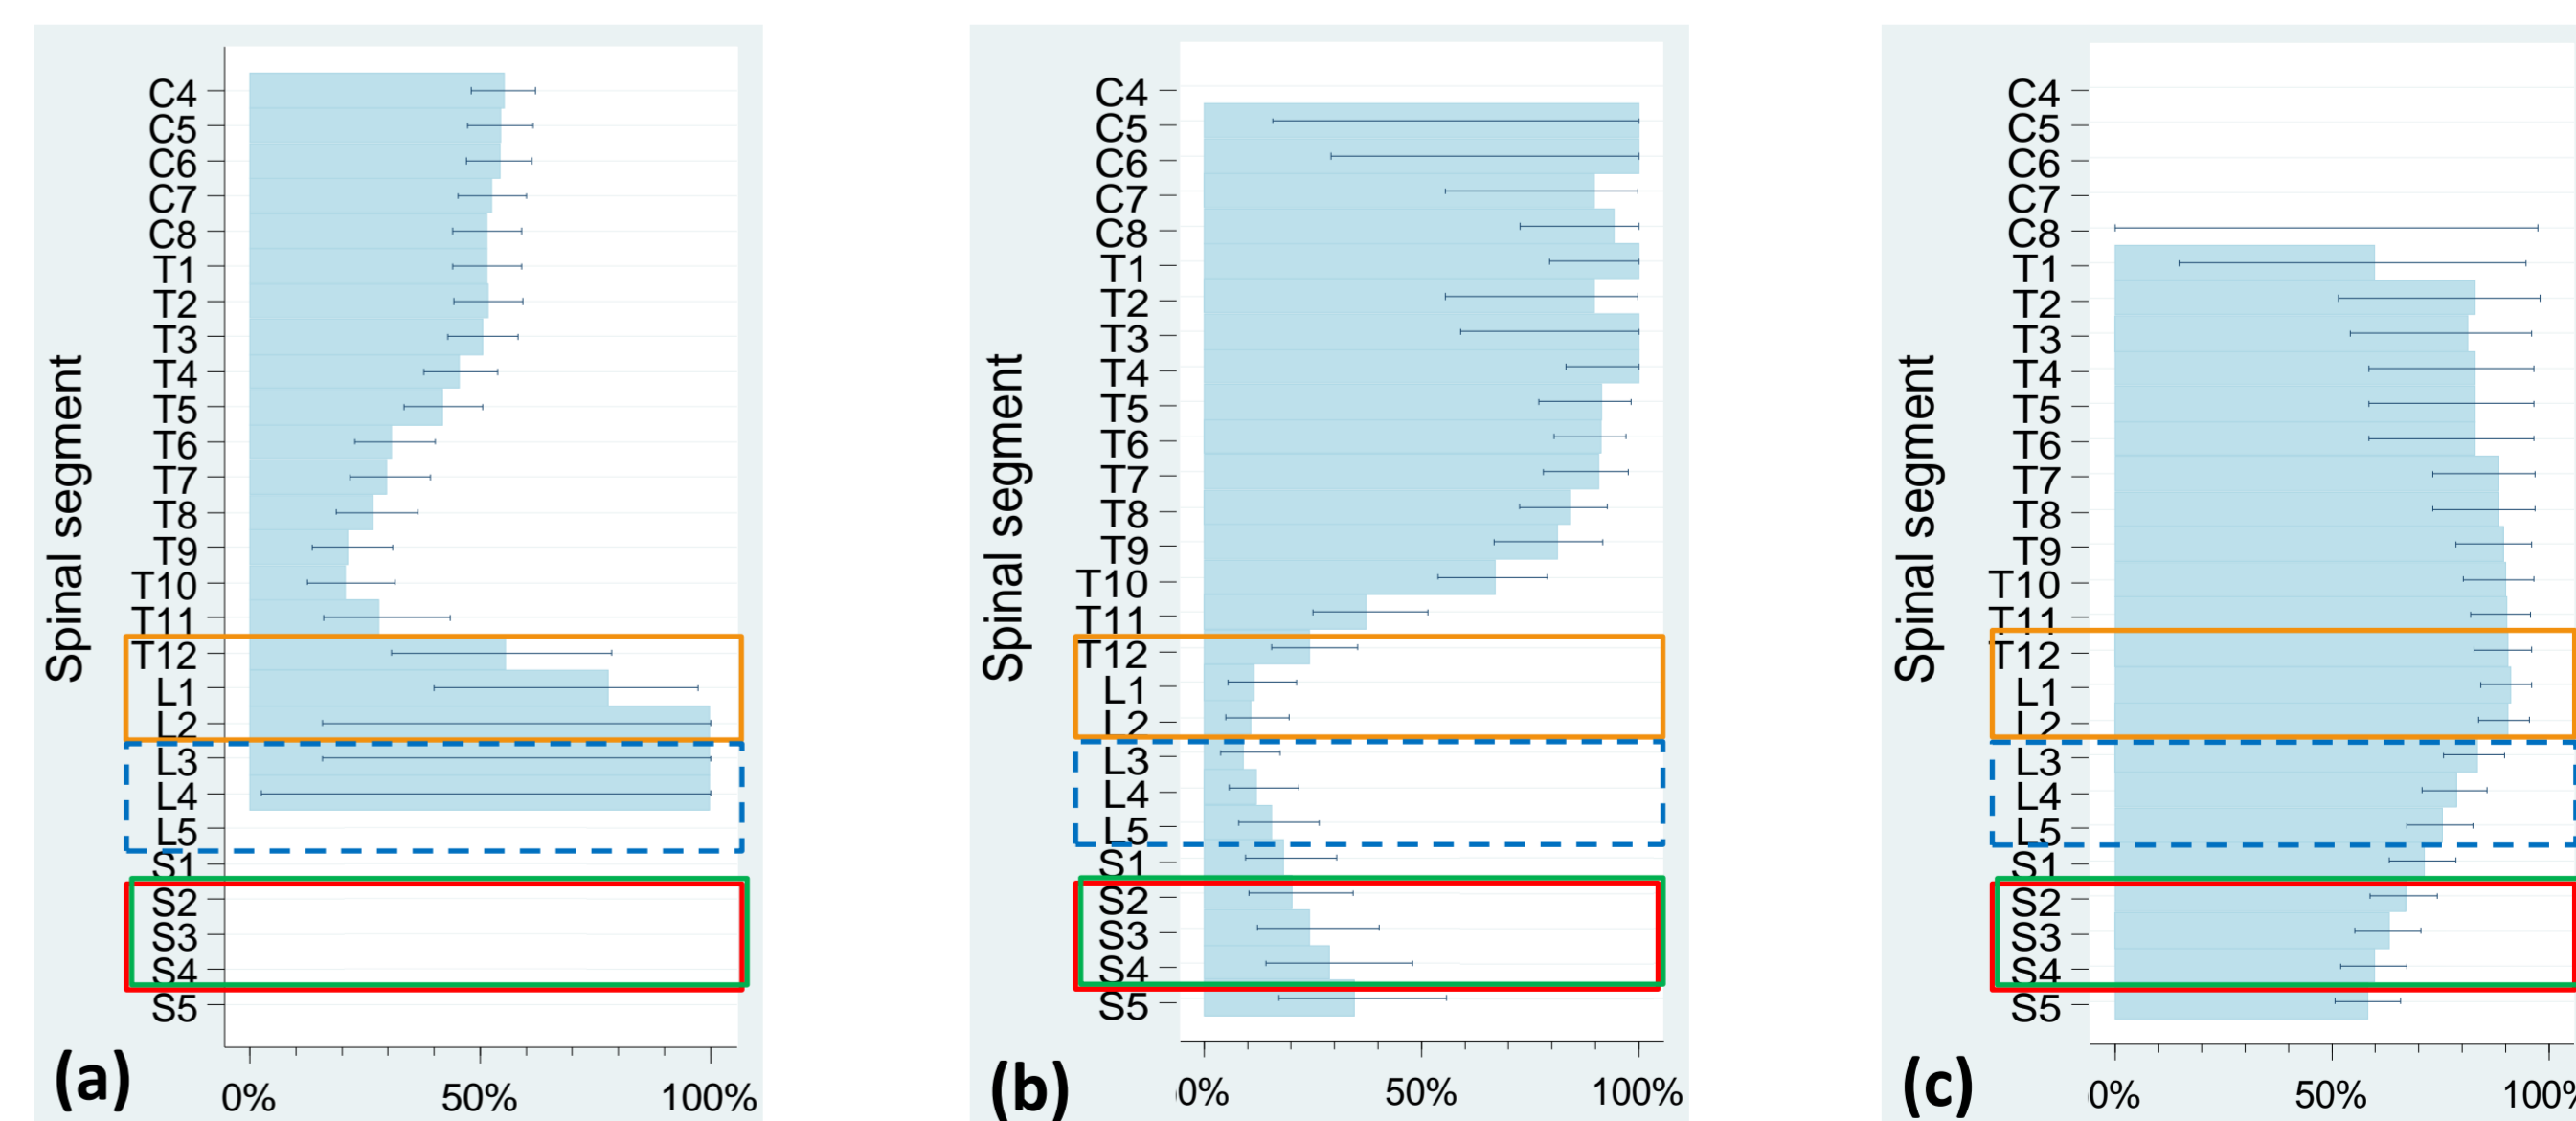 Spinal segment
C4
C5
C6
C7
C8
T1
T2
T3
T4
T5
T6
T7
T8
T9
T10
T11
T12
L1
L2
L3
L4
L5
S1
S2
S3
S4
S5
0% 50% 100%
(a)
Spinal segment
C4
C5
C6
C7
C8
T1
T2
T3
T4
T5
T6
T7
T8
T9
T10
T11
T12
L1
L2
L3
L4
L5
S1
S2
S3
S4
S5
0% 50% 100%
(b)
Spinal segment
C4
C5
C6
C7
C8
T1
T2
T3
T4
T5
T6
T7
T8
T9
T10
T11
T12
L1
L2
L3
L4
L5
S1
S2
S3
S4
S5
0% 50% 100%
(c)